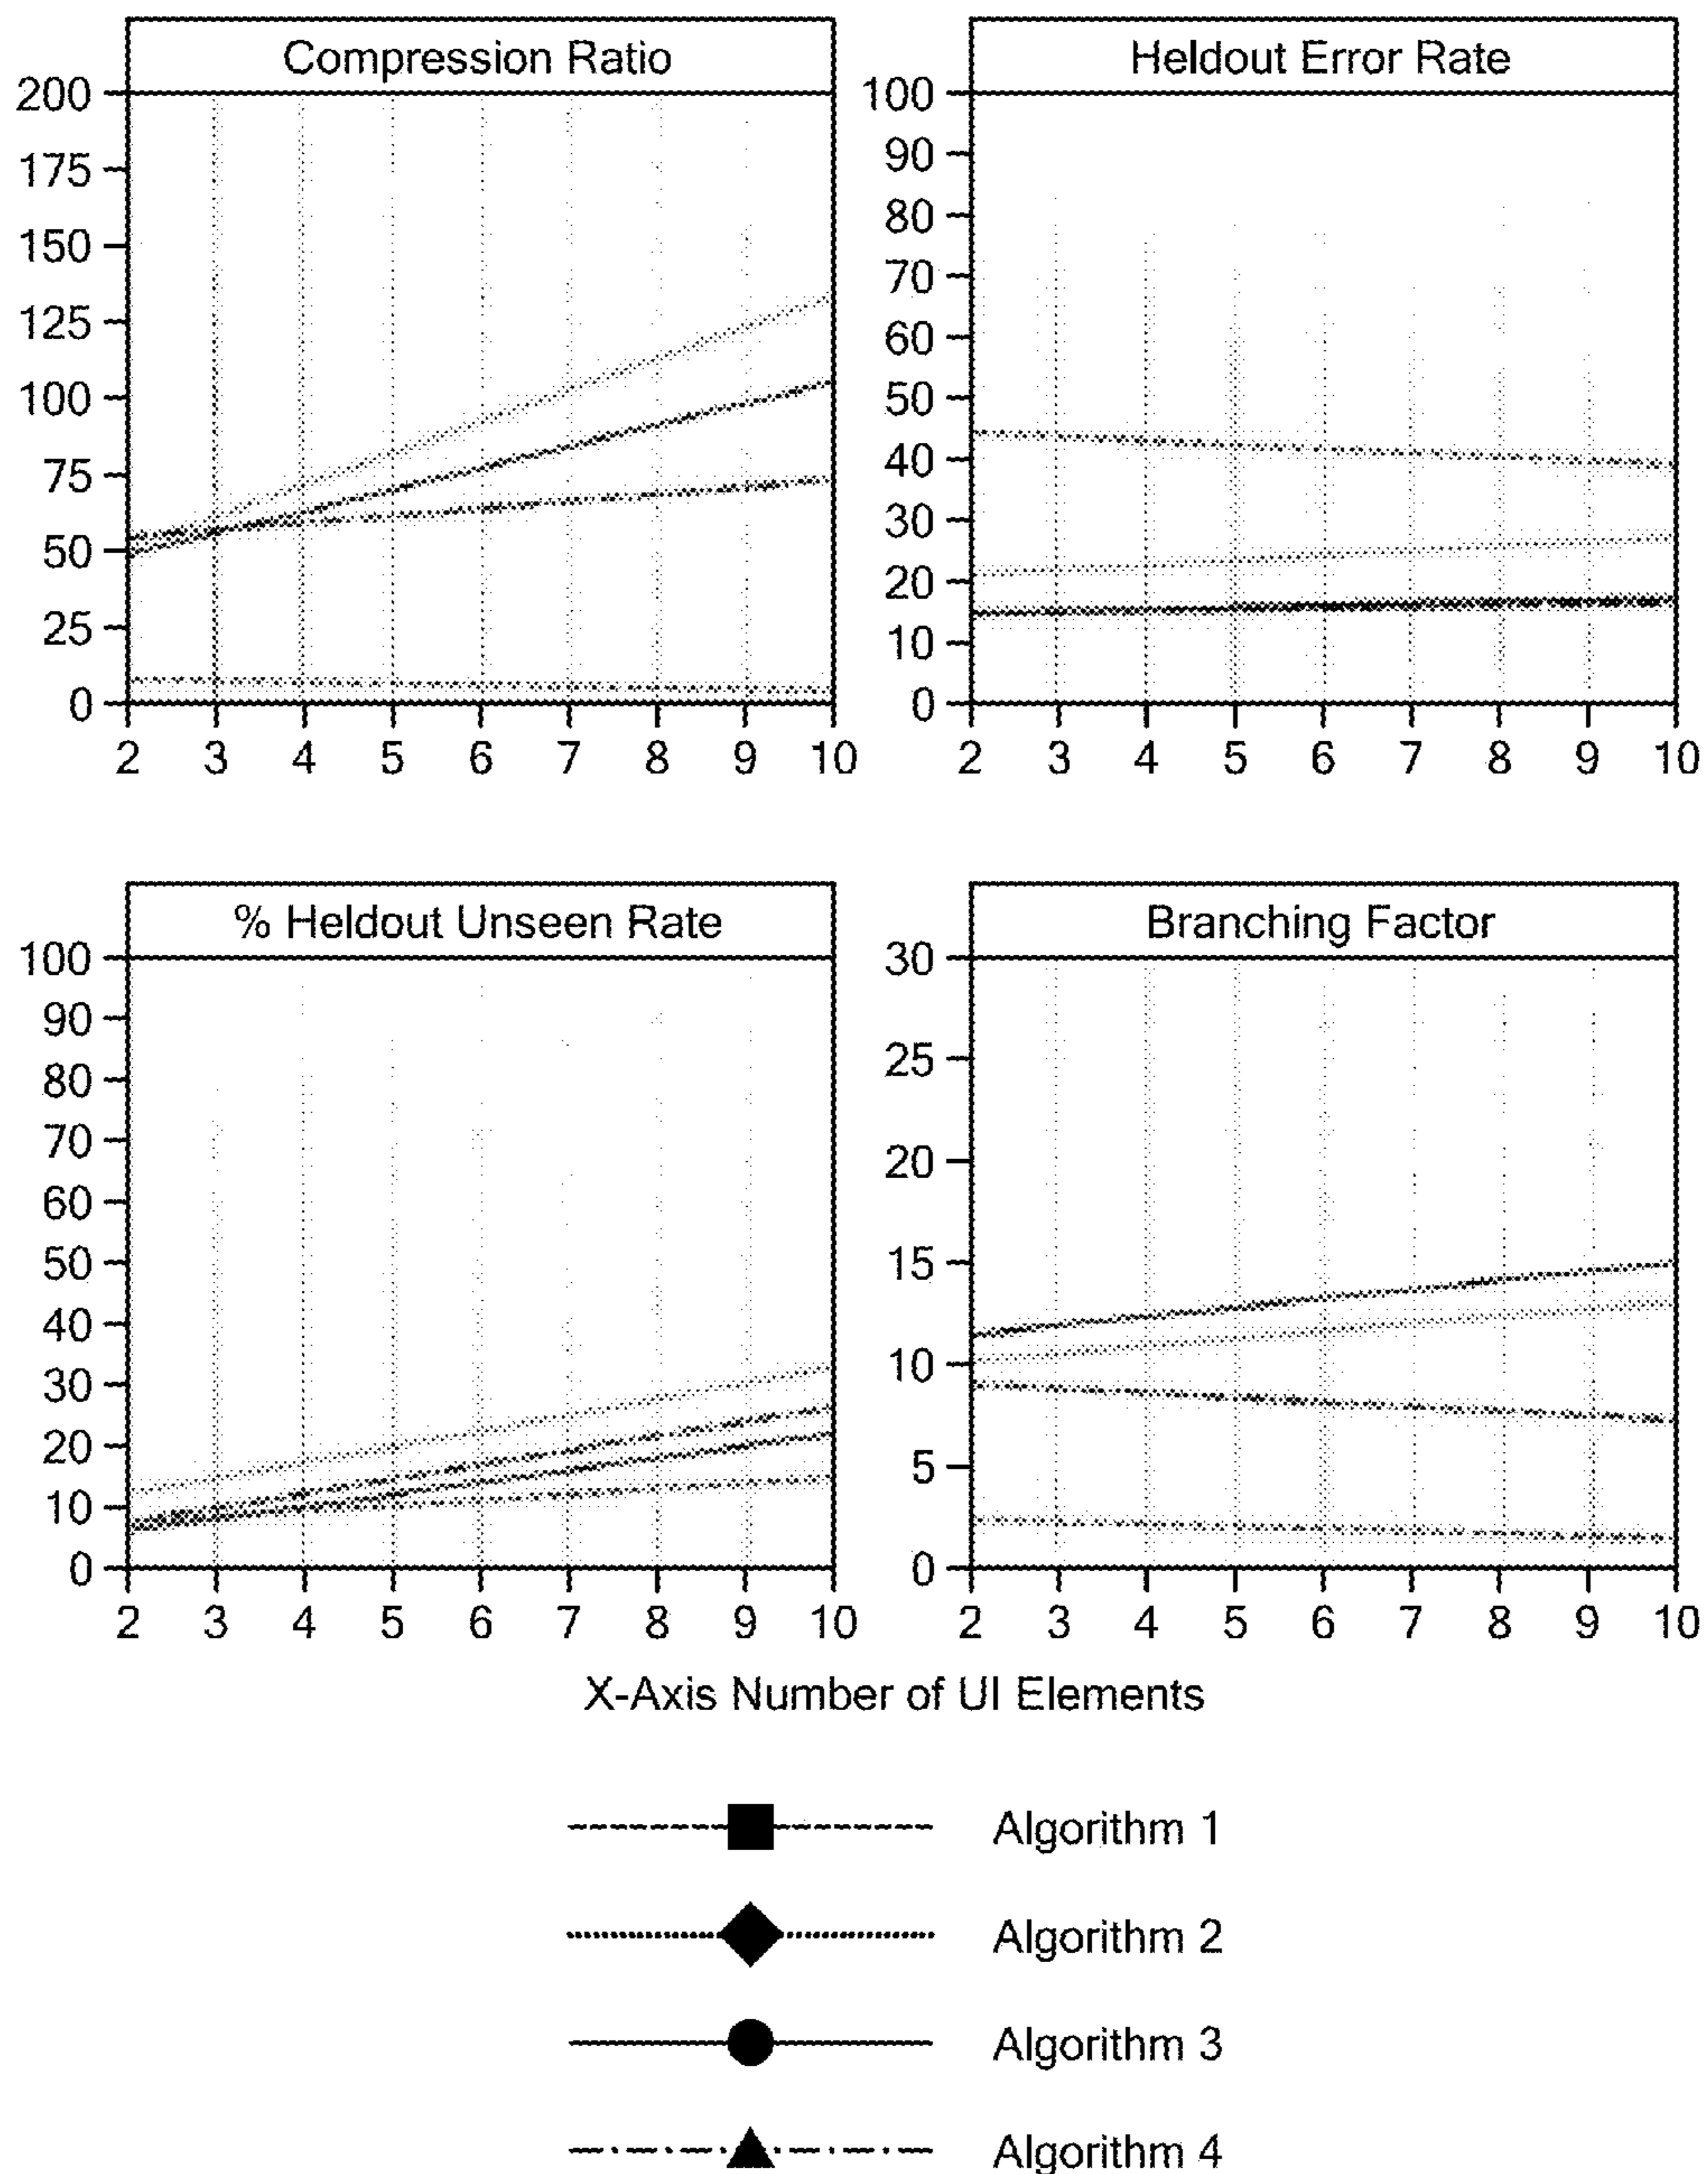 Compression Ratio
200
175
150
125
100
75
50
25
0
2 3 4 5 6 7 8 9 10
Heldout Error Rate
100
90
80
70
60
50
40
30
20
10
0
2 3 4 5 6 7 8 9 10
% Heldout Unseen Rate
100
90
80
70
60
50
40
30
20
10
0
2 3 4 5 6 7 8 9 10
Branching Factor
30
25
20
15
10
5
0
2 3 4 5 6 7 8 9 10
X-Axis Number of UI Elements
Algorithm 1
Algorithm 2
Algorithm 3
Algorithm 4